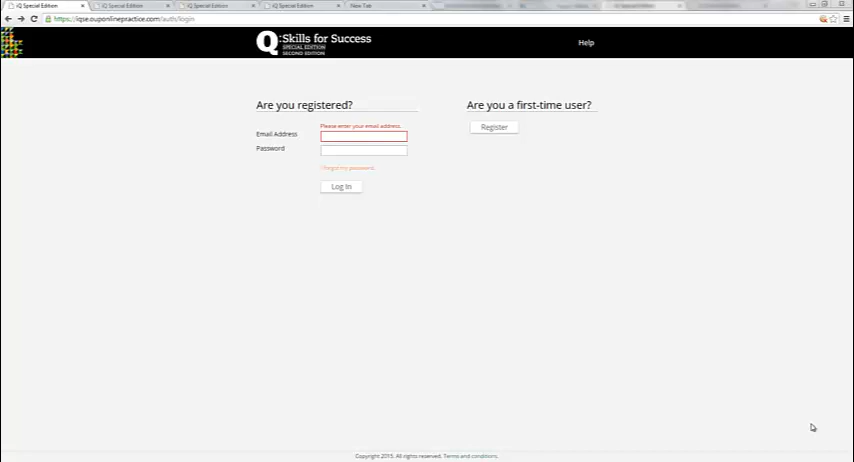 iQ Special Edition
iQ Special Edition
iQ Special Edition
iQ Special Edition
New Tab
https://iqse.ouponlinepractice.com/auth/login
Q:Skills for Success
SPECIAL EDITION
SECOND EDITION
Help
Are you registered?
Please enter your email address.
Email Address
Password
I forgot my password.
Log In
Are you a first-time user?
Register
Copyright 2015. All rights reserved. Terms and conditions.